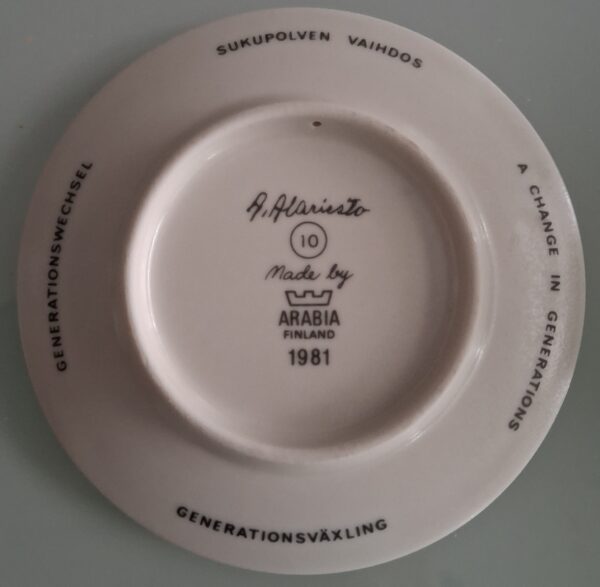 SUKUPOLVEN VAIHDOS
A CHANGE IN GENERATIONS
GENERATIONSVÄXLING
GENERATIONSWECHSEL
A. Alariesto
10
Made by
ARABIA
FINLAND
1981